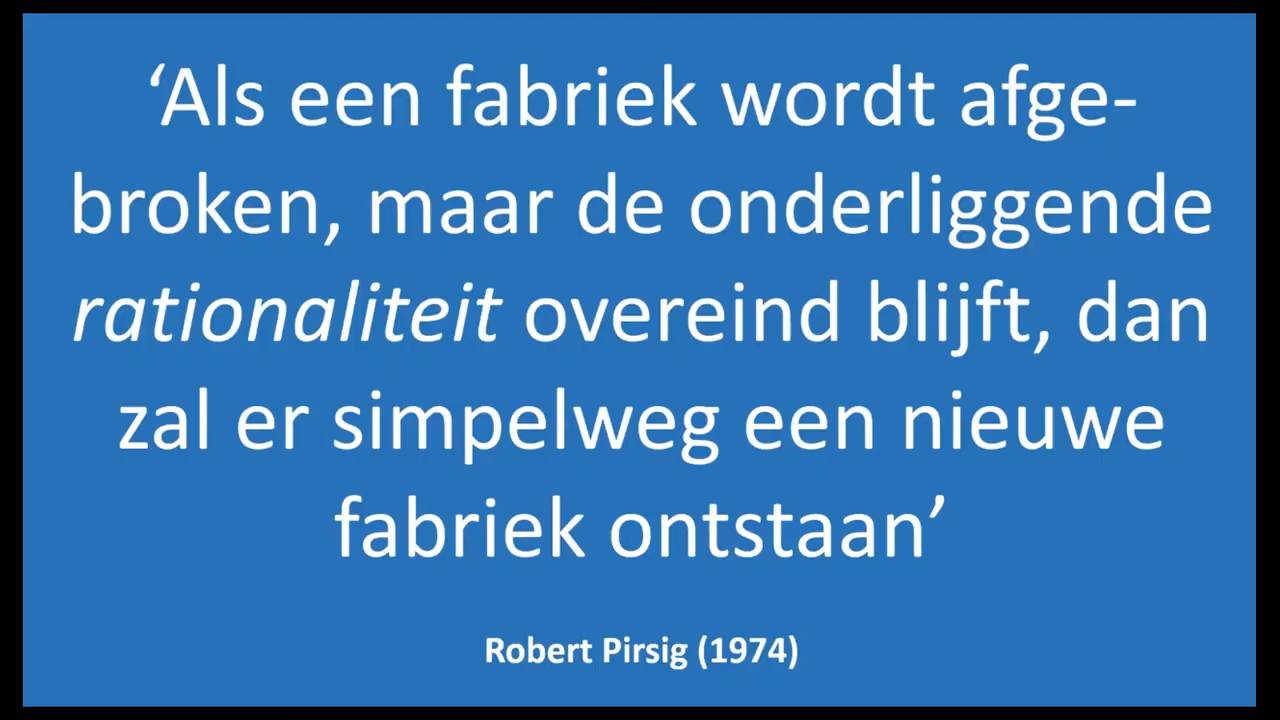 ‘Als een fabriek wordt afge-
broken, maar de onderliggende
rationaliteit overeind blijft, dan
zal er simpelweg een nieuwe
fabriek ontstaan’
Robert Pirsig (1974)